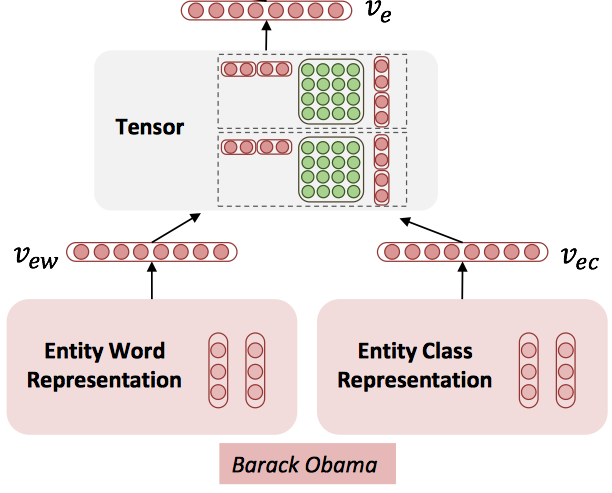 v_e
Tensor
v_ew
v_ec
Entity Word
Representation
Entity Class
Representation
Barack Obama